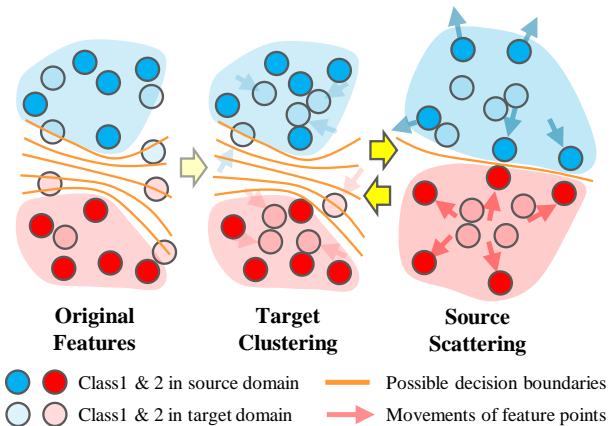 Original
Features
Target
Clustering
Source
Scattering
Class1 & 2 in source domain
Possible decision boundaries
Class1 & 2 in target domain
Movements of feature points